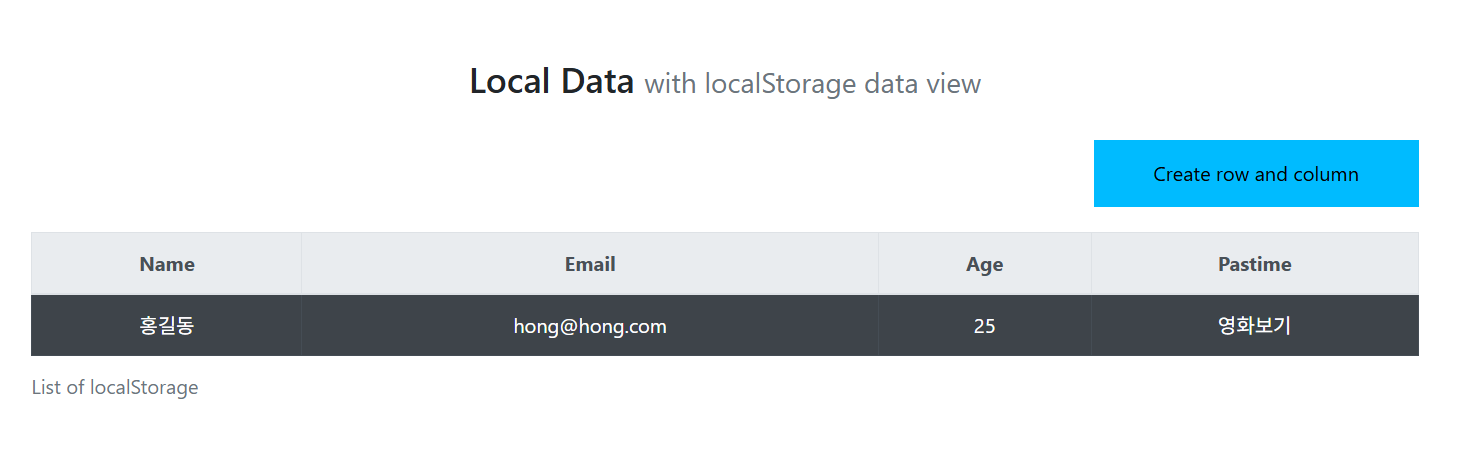 Local Data with localStorage data view
Create row and column
Name Email Age Pastime
홍길동 hong@hong.com 25 영화보기
List of localStorage